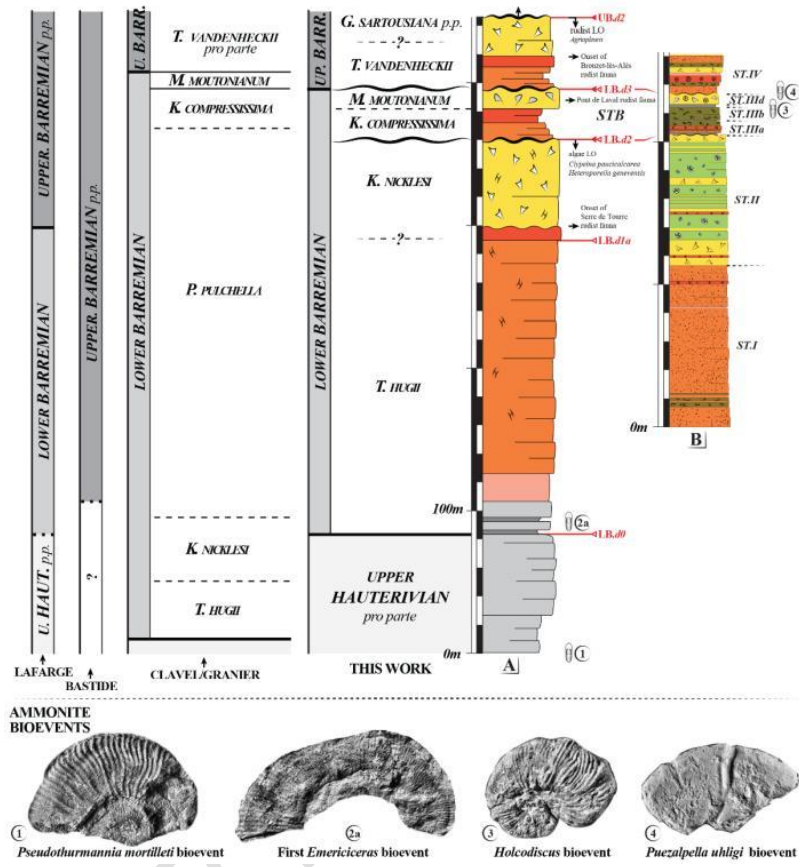 UPPER. BARREMIAN p.p.
LOWER BARREMIAN
U. HAUT. p.p.
LAFARGE
UPPER. BARREMIAN p.p.
?
BASTIDE
U. BARR.
LOWER BARREMIAN
T. VANDENHECKII
pro parte
M. MOUTONIANUM
K. COMPRESSISSIMA
P. PULCHELLA
K. NICKLESI
T. HUGII
CLAVEL/GRANIER
UP. BARR.
LOWER BARREMIAN
G. SARTOUSIANA p.p.
?
T. VANDENHECKII
M. MOUTONIANUM
K. COMPRESSISSIMA
K. NICKLESI
?
T. HUGII
UPPER
HAUTERIVIAN
pro parte
THIS WORK
100m
0m
A
UB.d2
rudist LO
Agriopleura
Onset of
Brouzet-lès-Alès
rudist fauna
LB.d3
Pont de Laval rudist fauna
STB
LB.d2
algae LO
Clypeina paucicalcarea
Heteroporella generantis
Onset of
Serre de Tourre
rudist fauna
LB.d1a
2a
LB.d0
1
ST.IV
4
ST.IIId
3
ST.IIIb
ST.IIIa
ST.II
ST.I
0m
B
AMMONITE
BIOEVENTS
1
Pseudothurmannia mortilleti bioevent
2a
First Emericiceras bioevent
3
Holcodiscus bioevent
4
Puezalpella uhligi bioevent